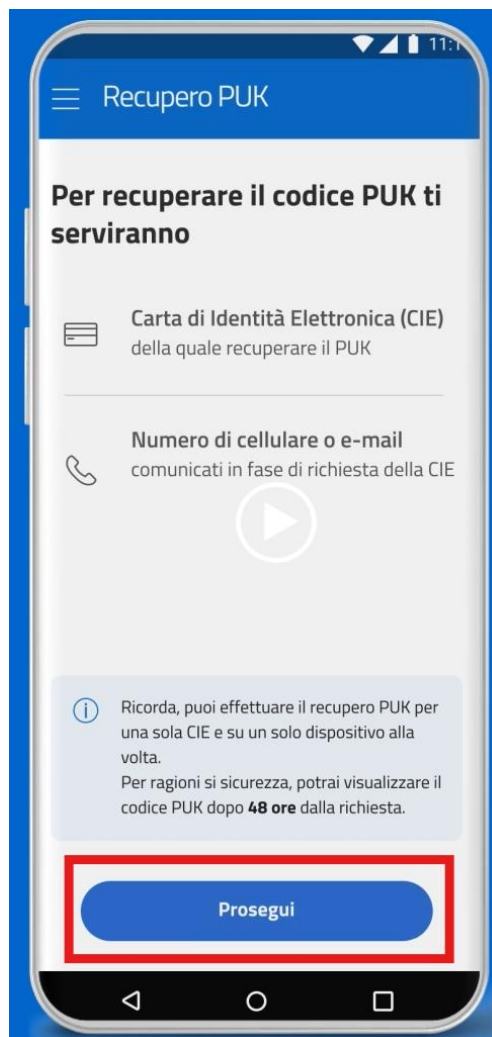 Recupero PUK
Per recuperare il codice PUK ti
serviranno
Carta di Identità Elettronica (CIE)
della quale recuperare il PUK
Numero di cellulare o e-mail
comunicati in fase di richiesta della CIE
Ricorda, puoi effettuare il recupero PUK per
una sola CIE e su un solo dispositivo alla
volta.
Per ragioni si sicurezza, potrai visualizzare il
codice PUK dopo 48 ore dalla richiesta.
Prosegui